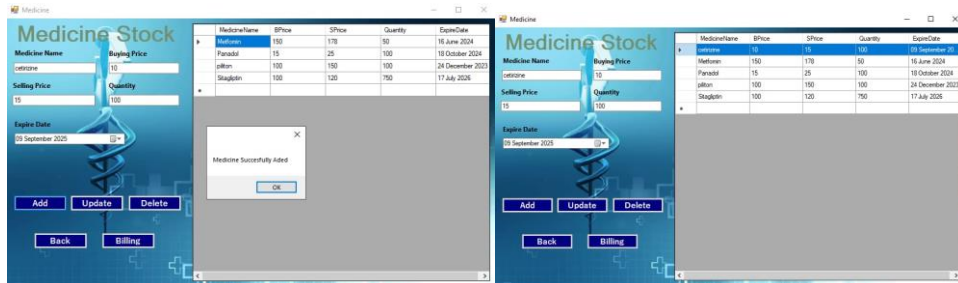 Medicine
Medicine Stock
Medicine Name Buying Price
cetirizine 10
Selling Price Quantity
15 100
Expire Date
09 September 2025
Add Update Delete
Back Billing
MedicineName BPrice SPrice Quantity ExpireDate
Metfomin 150 178 50 16 June 2024
Panadol 15 25 100 18 October 2024
piliton 100 150 100 24 December 2023
Sitagliptin 100 120 750 17 July 2026
Medicine Succesfully Aded
OK
Medicine
Medicine Stock
Medicine Name Buying Price
cetirizine 10
Selling Price Quantity
15 100
Expire Date
09 September 2025
Add Update Delete
Back Billing
MedicineName BPrice SPrice Quantity ExpireDate
cetirizine 10 15 100 09 September 20...
Metfomin 150 178 50 16 June 2024
Panadol 15 25 100 18 October 2024
piliton 100 150 100 24 December 2023
Sitagliptin 100 120 750 17 July 2026